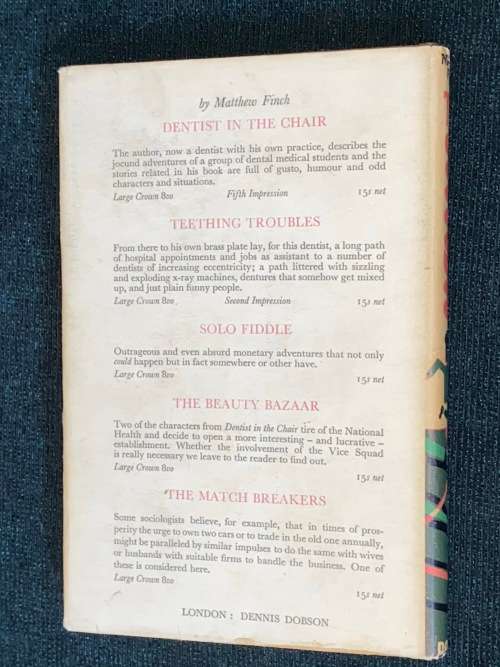 by Matthew Finch
DENTIST IN THE CHAIR
The author, now a dentist with his own practice, describes the
jocund adventures of a group of dental medical students and the
stories related in his book are full of gusto, humour and odd
characters and situations.
Large Crown 8vo Fifth Impression 15s net
TEETHING TROUBLES
From there to his own brass plate lay, for this dentist, a long path
of hospital appointments and jobs as assistant to a number of
dentists of increasing eccentricity; a path littered with sizzling
and exploding x-ray machines, dentures that somehow get mixed
up, and just plain funny people.
Large Crown 8vo. Second Impression 15s net
SOLO FIDDLE
Outrageous and even absurd monetary adventures that not only
could happen but in fact somewhere or other have.
Large Crown 8vo
15s net
THE BEAUTY BAZAAR
Two of the characters from Dentist in the Chair tire of the National
Health and decide to open a more interesting – and lucrative –
establishment. Whether the involvement of the Vice Squad
is really necessary we leave to the reader to find out.
Large Crown 8vo
15s net
THE MATCH BREAKERS
Some sociologists believe, for example, that in times of pros-
perity the urge to own two cars or to trade in the old one annually,
might be paralleled by similar impulses to do the same with wives
or husbands with suitable firms to handle the business. One of
these is considered here.
Large Crown 8vo
15s net
LONDON : DENNIS DOBSON